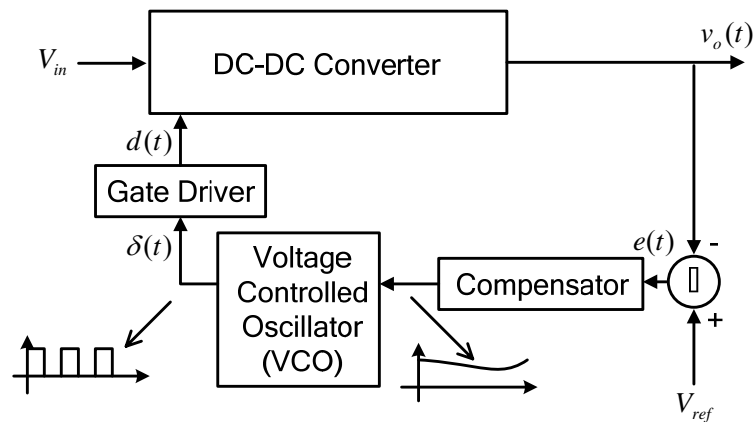 v_o(t)
V_in
DC-DC Converter
d(t)
Gate Driver
δ(t)
e(t)
-
Voltage
Controlled
Oscillator
(VCO)
Compensator
+
V_ref